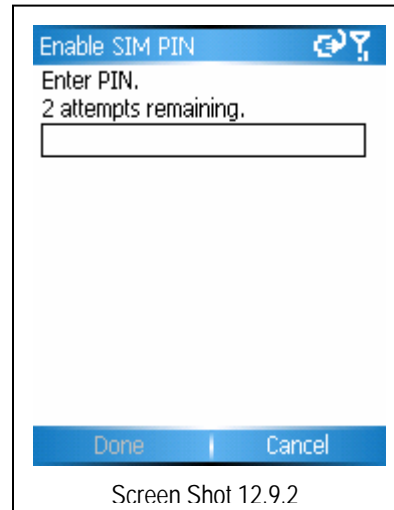 Enable SIM PIN
Enter PIN.
2 attempts remaining.
Done Cancel
Screen Shot 12.9.2